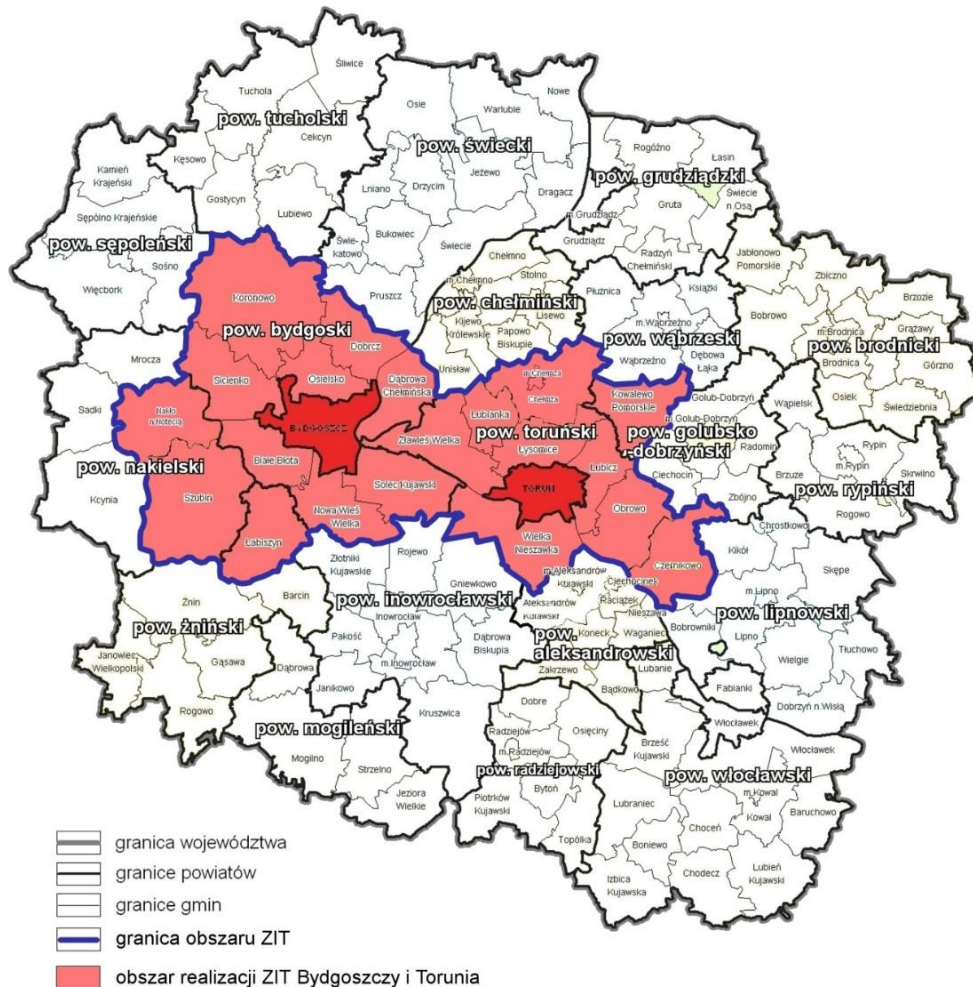 Śliwice
Tuchola
pow. tucholski
Cekcyn
Kęsowo
Gostycyn
Lubiewo
Kamień
Krajeński
Sępólno Krajeńskie
pow. sępoleński
Sośno
Więcbork
Osie
Warlubie
Nowe
pow. świecki
Lniano
Drzycim
Jeżewo
Dragacz
Bukowiec
Świe-
katowo
Świecie
Pruszcz
Rogóźno
Łasin
pow. grudziądzki
Świecie
n.Osą
m.Grudziądz
Gruta
Grudziądz
Radzyń
Chełmiński
Chełmno
m.Chełmno
Stolno
pow. chełmiński
Lisewo
Kijewo
Królewskie
Papowo
Biskupie
Unisław
Płużnica
Książki
m.Wąbrzeźno
pow. wąbrzeski
Wąbrzeźno
Dębowa
Łąka
Jabłonowo
Pomorskie
Zbiczno
Bobrowo
Brzozie
m.Brodnica
Grążawy
pow. brodnicki
Brodnica
Górzno
Osiek
Świedziebnia
Koronowo
pow. bydgoski
Dobrcz
Sicienko
Osielsko
Dąbrowa
Chełmińska
BYDGOSZCZ
Białe Błota
Solec Kujawski
Nowa Wieś
Wielka
Mrocza
Sadki
Nakło
n.Notecią
pow. nakielski
Kcynia
Szubin
Łabiszyn
m.Chełmża
Chełmża
Łubianka
Zławieś Wielka
pow. toruński
Łysomice
Lubicz
TORUŃ
Obrowo
Wielka
Nieszawka
Czernikowo
Kowalewo
Pomorskie
Golub-Dobrzyń
m.Golub-Dobrzyń
pow. golubsko
dobrzyński
Radomin
Ciechocin
Zbójno
Wąpielsk
Rypin
m.Rypin
Skrwilno
Brzuze
pow. rypiński
Rogowo
Złotniki
Kujawskie
Rojewo
Gniewkowo
pow. inowrocławski
Inowrocław
Pakość
Dąbrowa
Biskupia
m.Inowrocław
Janikowo
Kruszwica
Żnin
Barcin
pow. żniński
Janowiec
Wielkopolski
Gąsawa
Rogowo
Dąbrowa
pow. mogileński
Mogilno
Strzelno
Jeziora
Wielkie
m.Aleksandrów
Kujawski
Ciechocinek
Aleksandrów
Kujawski
Raciążek
Nieszawa
Koneck
Waganiec
pow.
aleksandrowski
Zakrzewo
Bądkowo
Lubanie
Chrostkowo
Kikół
Skępe
m.Lipno
pow. lipnowski
Bobrowniki
Lipno
Tłuchowo
Wielgie
Fabianki
Dobrzyń n.Wisłą
Dobre
Radziejów
Osięciny
m.Radziejów
pow. radziejowski
Bytoń
Piotrków
Kujawski
Topólka
Włocławek
Brześć
Kujawski
Włocławek
pow. włocławski
m.Kowal
Lubraniec
Kowal
Baruchowo
Choceń
Boniewo
Izbica
Kujawska
Chodecz
Lubień
Kujawski
granica województwa
granice powiatów
granice gmin
granica obszaru ZIT
obszar realizacji ZIT Bydgoszczy i Torunia